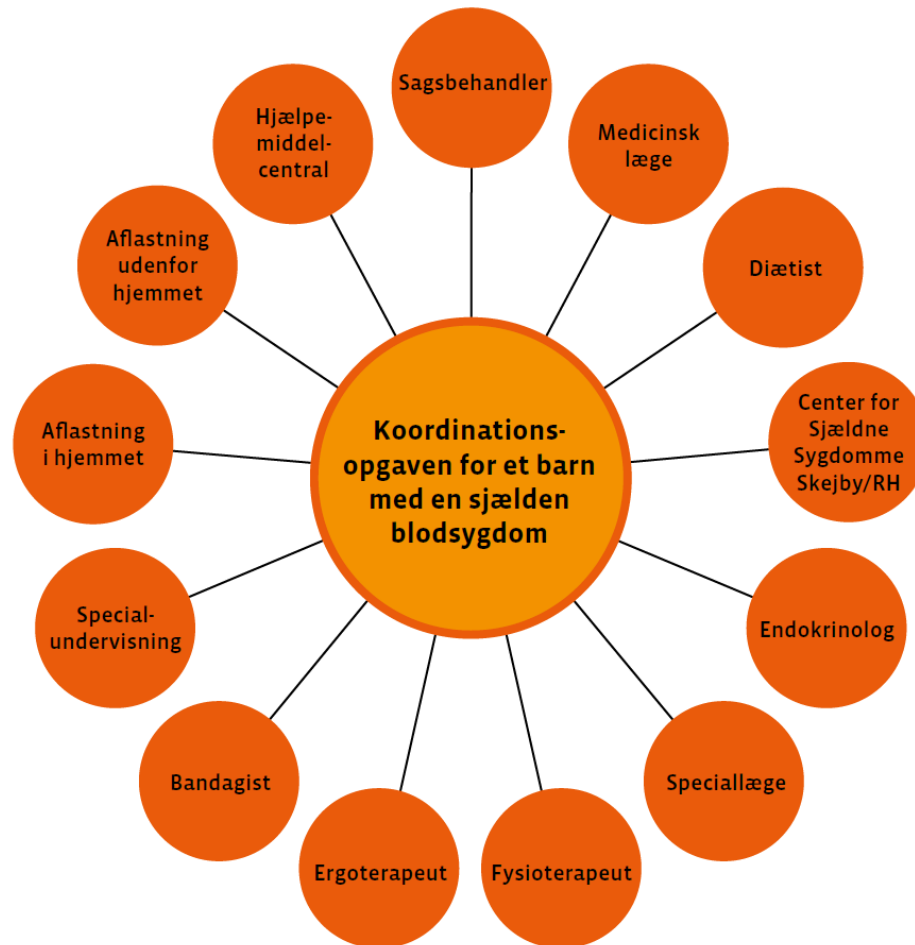 Sagsbehandler
Medicinsk
læge
Diætist
Center for
Sjældne
Sygdomme
Skejby/RH
Endokrinolog
Speciallæge
Fysioterapeut
Ergoterapeut
Bandagist
Special-
undervisning
Aflastning
i hjemmet
Aflastning
udenfor
hjemmet
Hjælpe-
middel-
central
Koordinations-
opgaven for et barn
med en sjælden
blodsygdom